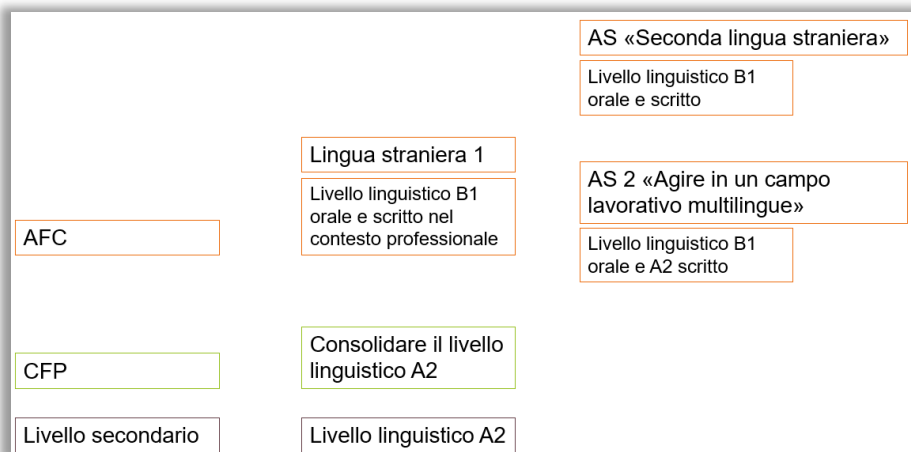 AS «Seconda lingua straniera»
Livello linguistico B1
orale e scritto
Lingua straniera 1
Livello linguistico B1
orale e scritto nel
contesto professionale
AS 2 «Agire in un campo
lavorativo multilingue»
Livello linguistico B1
orale e A2 scritto
AFC
Consolidare il livello
linguistico A2
CFP
Livello secondario
Livello linguistico A2